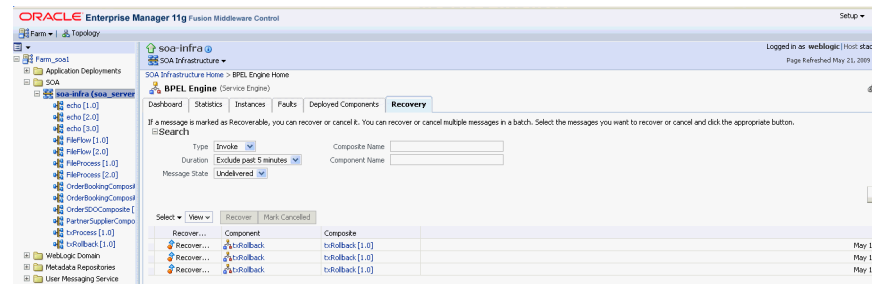 ORACLE Enterprise Manager 11g Fusion Middleware Control
Setup
Farm | Topology
Farm_soa1
Application Deployments
SOA
soa-infra (soa_server
echo [1.0]
echo [2.0]
echo [3.0]
FileFlow [1.0]
FileFlow [2.0]
FileProcess [1.0]
FileProcess [2.0]
OrderBookingComposi
OrderBookingComposi
OrderSDOComposite [
PartnerSupplierCompo
txProcess [1.0]
txRollback [1.0]
WebLogic Domain
Metadata Repositories
User Messaging Service
soa-infra
Logged in as weblogic|Host stac
SOA Infrastructure
Page Refreshed May 21, 2009
SOA Infrastructure Home > BPEL Engine Home
BPEL Engine (Service Engine)
Dashboard Statistics Instances Faults Deployed Components Recovery
If a message is marked as Recoverable, you can recover or cancel it. You can recover or cancel multiple messages in a batch. Select the messages you want to recover or cancel and click the appropriate button.
Search
Type Invoke Composite Name
Duration Exclude past 5 minutes Component Name
Message State Undelivered
Select View Recover Mark Cancelled
Recover... Component Composite
Recover... txRollback txRollback [1.0] May 1
Recover... txRollback txRollback [1.0] May 1
Recover... txRollback txRollback [1.0] May 1